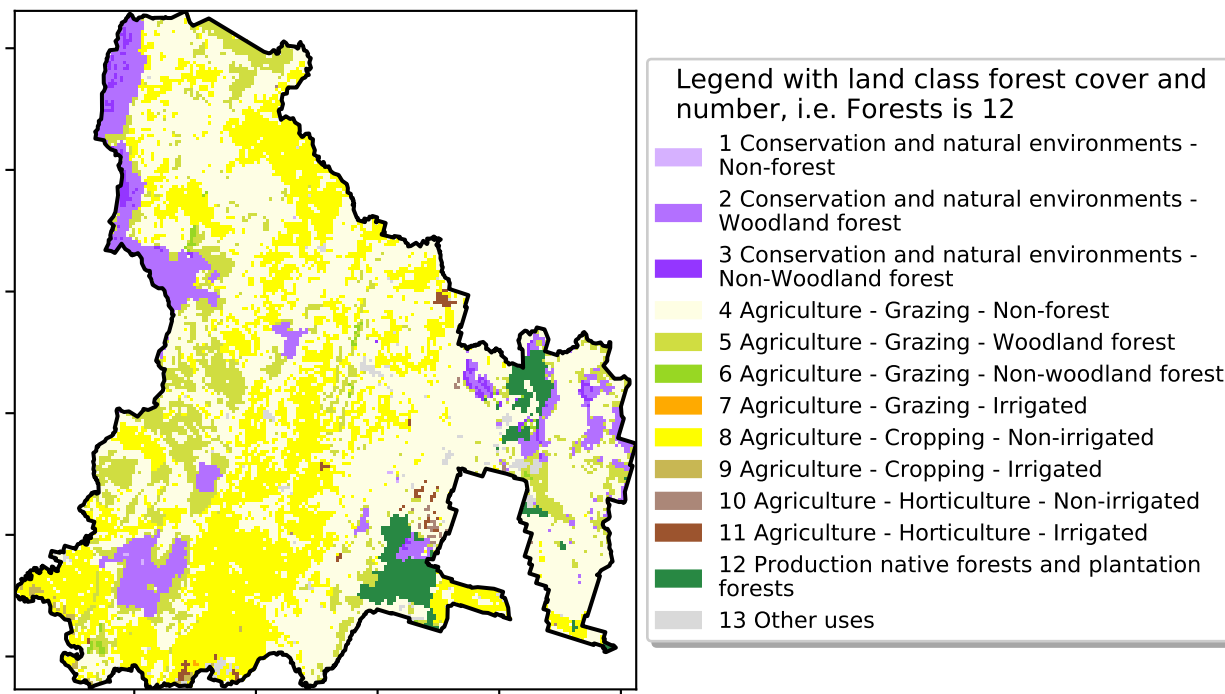 Legend with land class forest cover and
number, i.e. Forests is 12
1 Conservation and natural environments -
Non-forest
2 Conservation and natural environments -
Woodland forest
3 Conservation and natural environments -
Non-Woodland forest
4 Agriculture - Grazing - Non-forest
5 Agriculture - Grazing - Woodland forest
6 Agriculture - Grazing - Non-woodland forest
7 Agriculture - Grazing - Irrigated
8 Agriculture - Cropping - Non-irrigated
9 Agriculture - Cropping - Irrigated
10 Agriculture - Horticulture - Non-irrigated
11 Agriculture - Horticulture - Irrigated
12 Production native forests and plantation
forests
13 Other uses